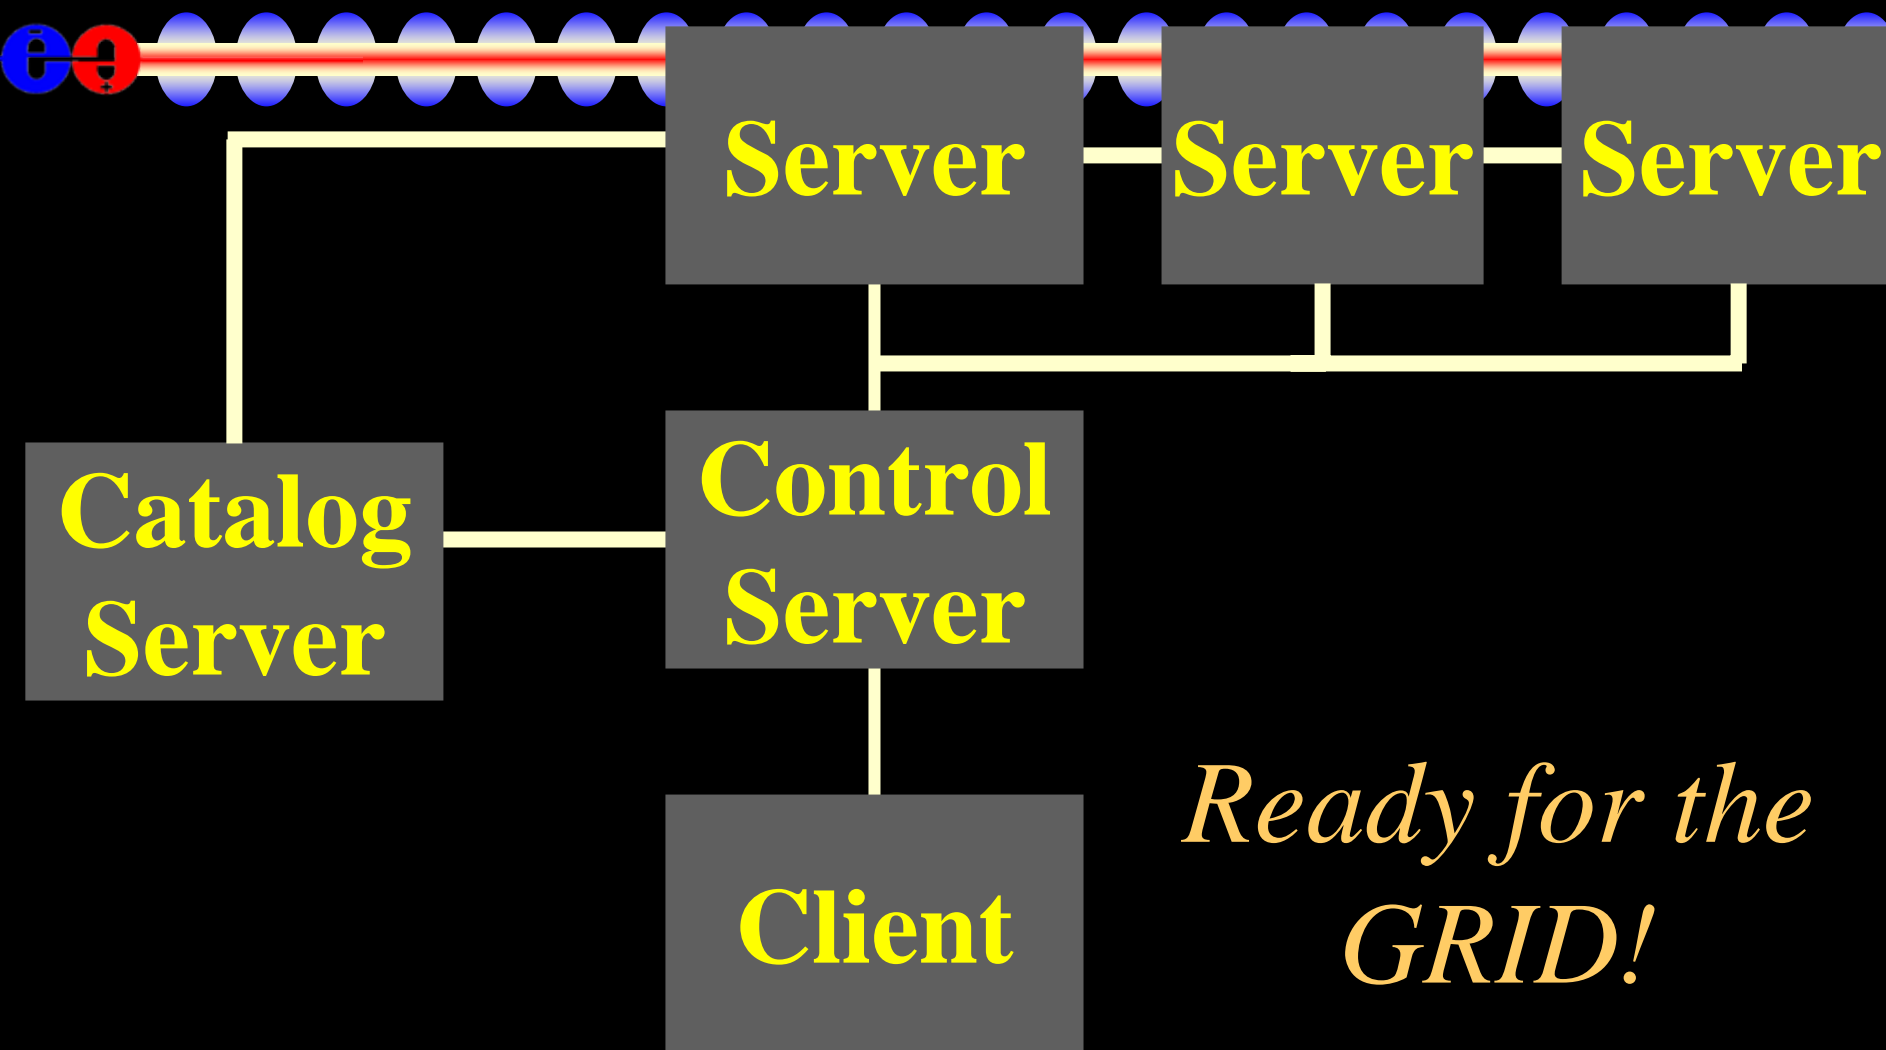 Server
Server
Server
Catalog
Server
Control
Server
Client
Ready for the
GRID!